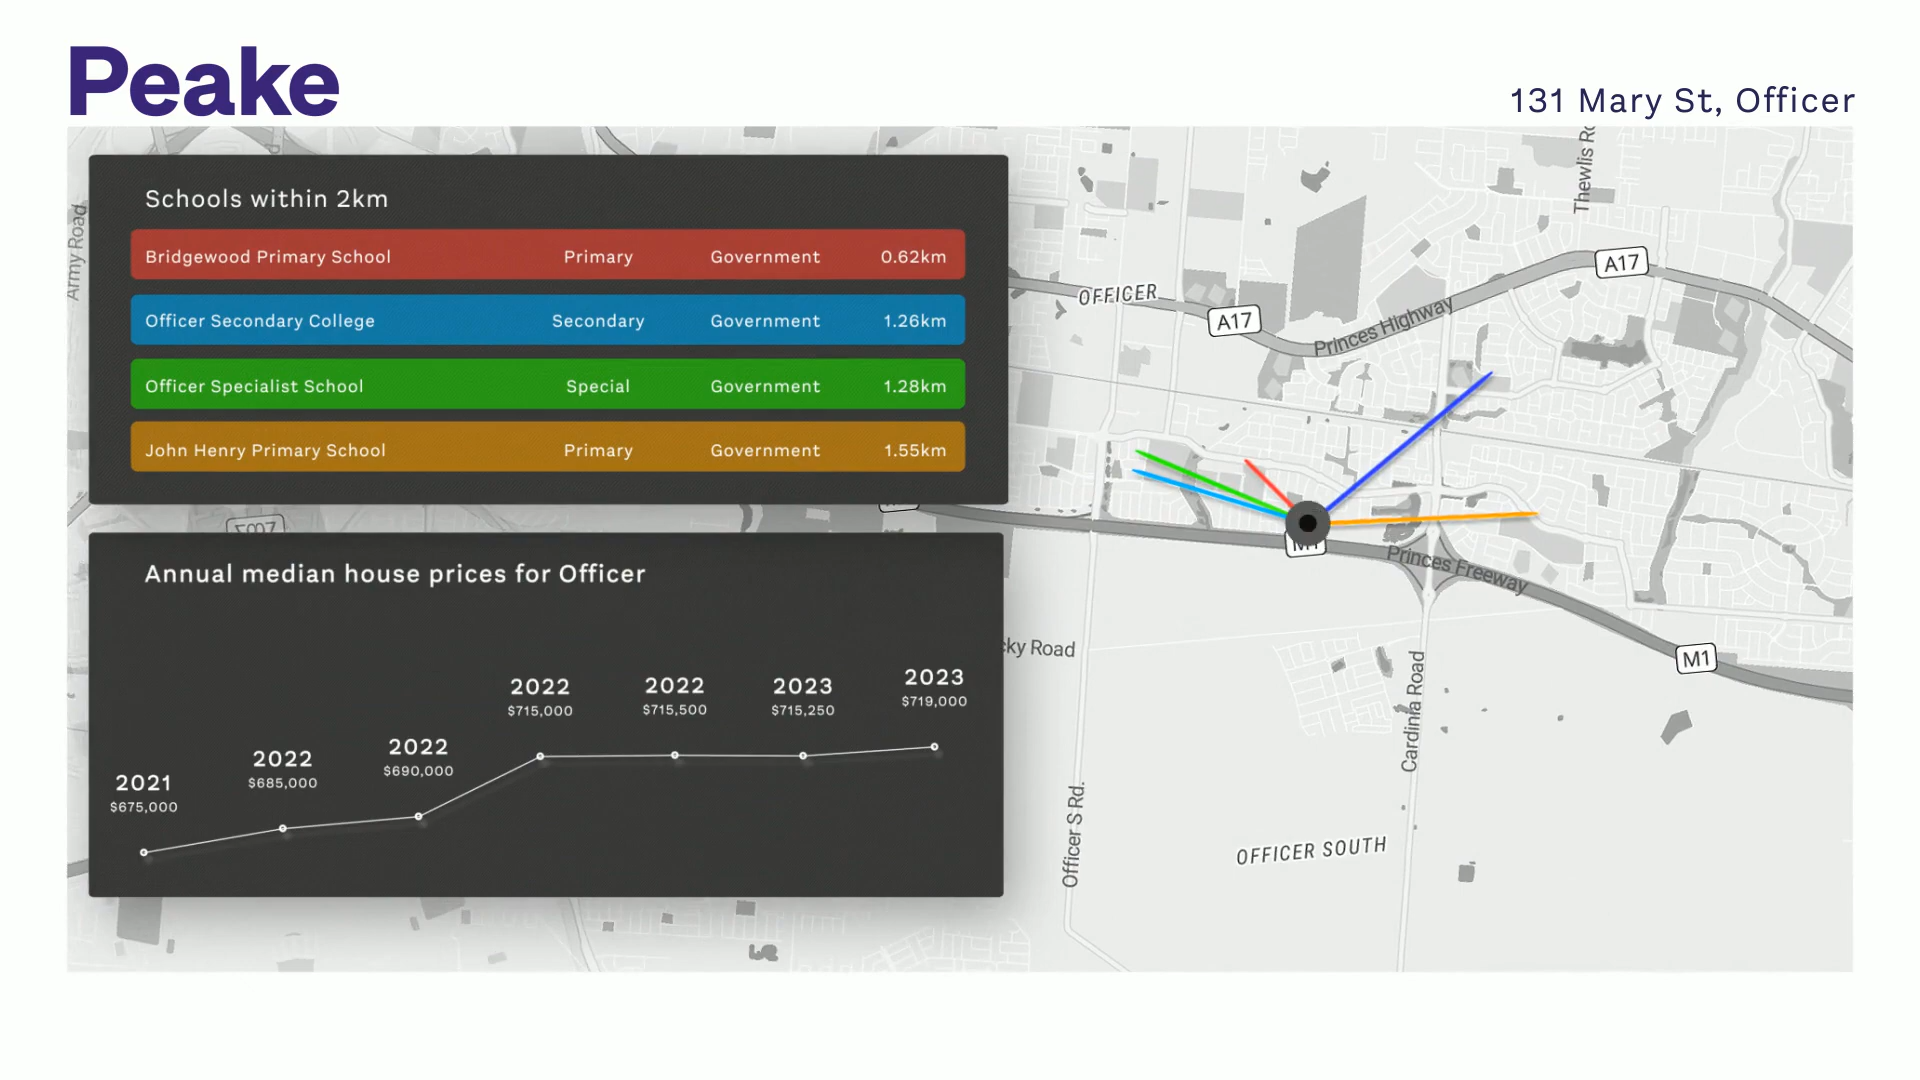 Peake
131 Mary St, Officer
Schools within 2km
Bridgewood Primary School Primary Government 0.62km
Officer Secondary College Secondary Government 1.26km
Officer Specialist School Special Government 1.28km
John Henry Primary School Primary Government 1.55km
Annual median house prices for Officer
2021
$675,000
2022
$685,000
2022
$690,000
2022
$715,000
2022
$715,500
2023
$715,250
2023
$719,000
Army Road
OFFICER
A17
Princes Highway
A17
Thewlis
M1
Princes Freeway
M1
Road
Cardinia Road
Officer S Rd.
OFFICER SOUTH